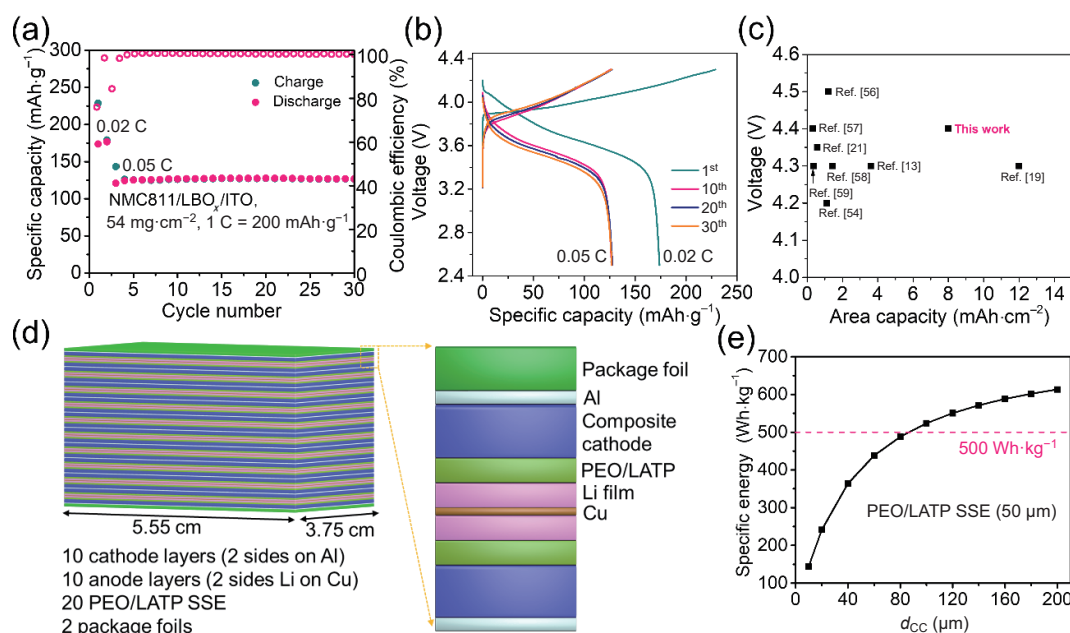 (a)
Specific capacity (mAh·g⁻¹)
300
250
200
150
100
50
0
0.02 C
0.05 C
Charge
Discharge
NMC811/LBOₓ/ITO,
54 mg·cm⁻², 1 C = 200 mAh·g⁻¹
100
80
60
40
20
0
Coulombic efficiency (%)
0 5 10 15 20 25 30
Cycle number
(b)
Voltage (V)
4.4
4.0
3.6
3.2
2.8
2.4
1st
10th
20th
30th
0.05 C 0.02 C
0 50 100 150 200 250
Specific capacity (mAh·g⁻¹)
(c)
Voltage (V)
4.6
4.5
4.4
4.3
4.2
4.1
4.0
Ref. [56]
Ref. [57]
This work
Ref. [21]
Ref. [13]
Ref. [58]
Ref. [19]
Ref. [59]
Ref. [54]
0 3 6 9 12 15
Area capacity (mAh·cm⁻²)
(d)
5.55 cm
3.75 cm
10 cathode layers (2 sides on Al)
10 anode layers (2 sides Li on Cu)
20 PEO/LATP SSE
2 package foils
Package foil
Al
Composite
cathode
PEO/LATP
Li film
Cu
(e)
Specific energy (Wh·kg⁻¹)
700
600
500
400
300
200
100
500 Wh·kg⁻¹
PEO/LATP SSE (50 μm)
0 40 80 120 160 200
d_CC (μm)